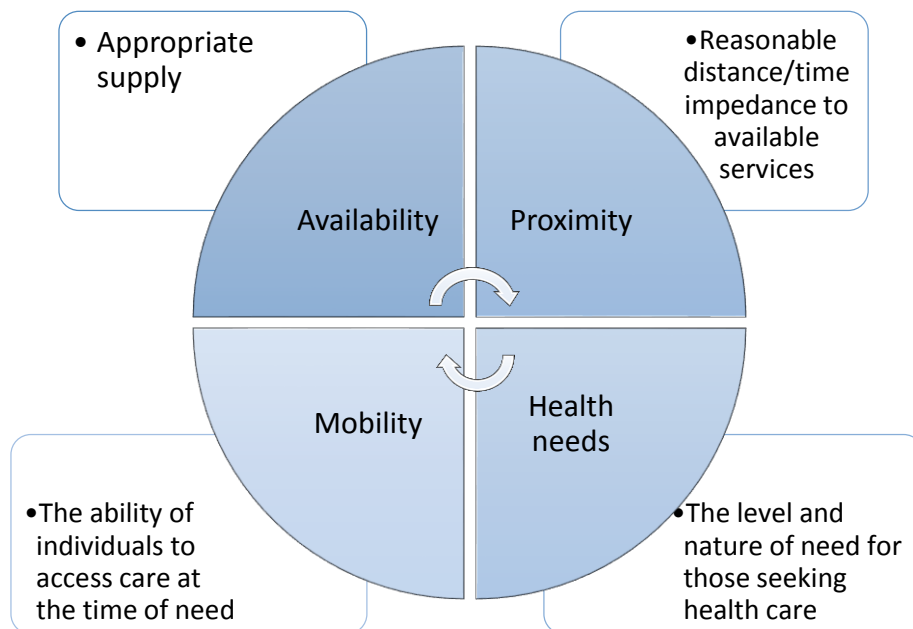 • Appropriate
supply
•Reasonable
distance/time
impedance to
available
services
Availability
Proximity
Mobility
Health
needs
•The ability of
individuals to
access care at
the time of need
•The level and
nature of need for
those seeking
health care